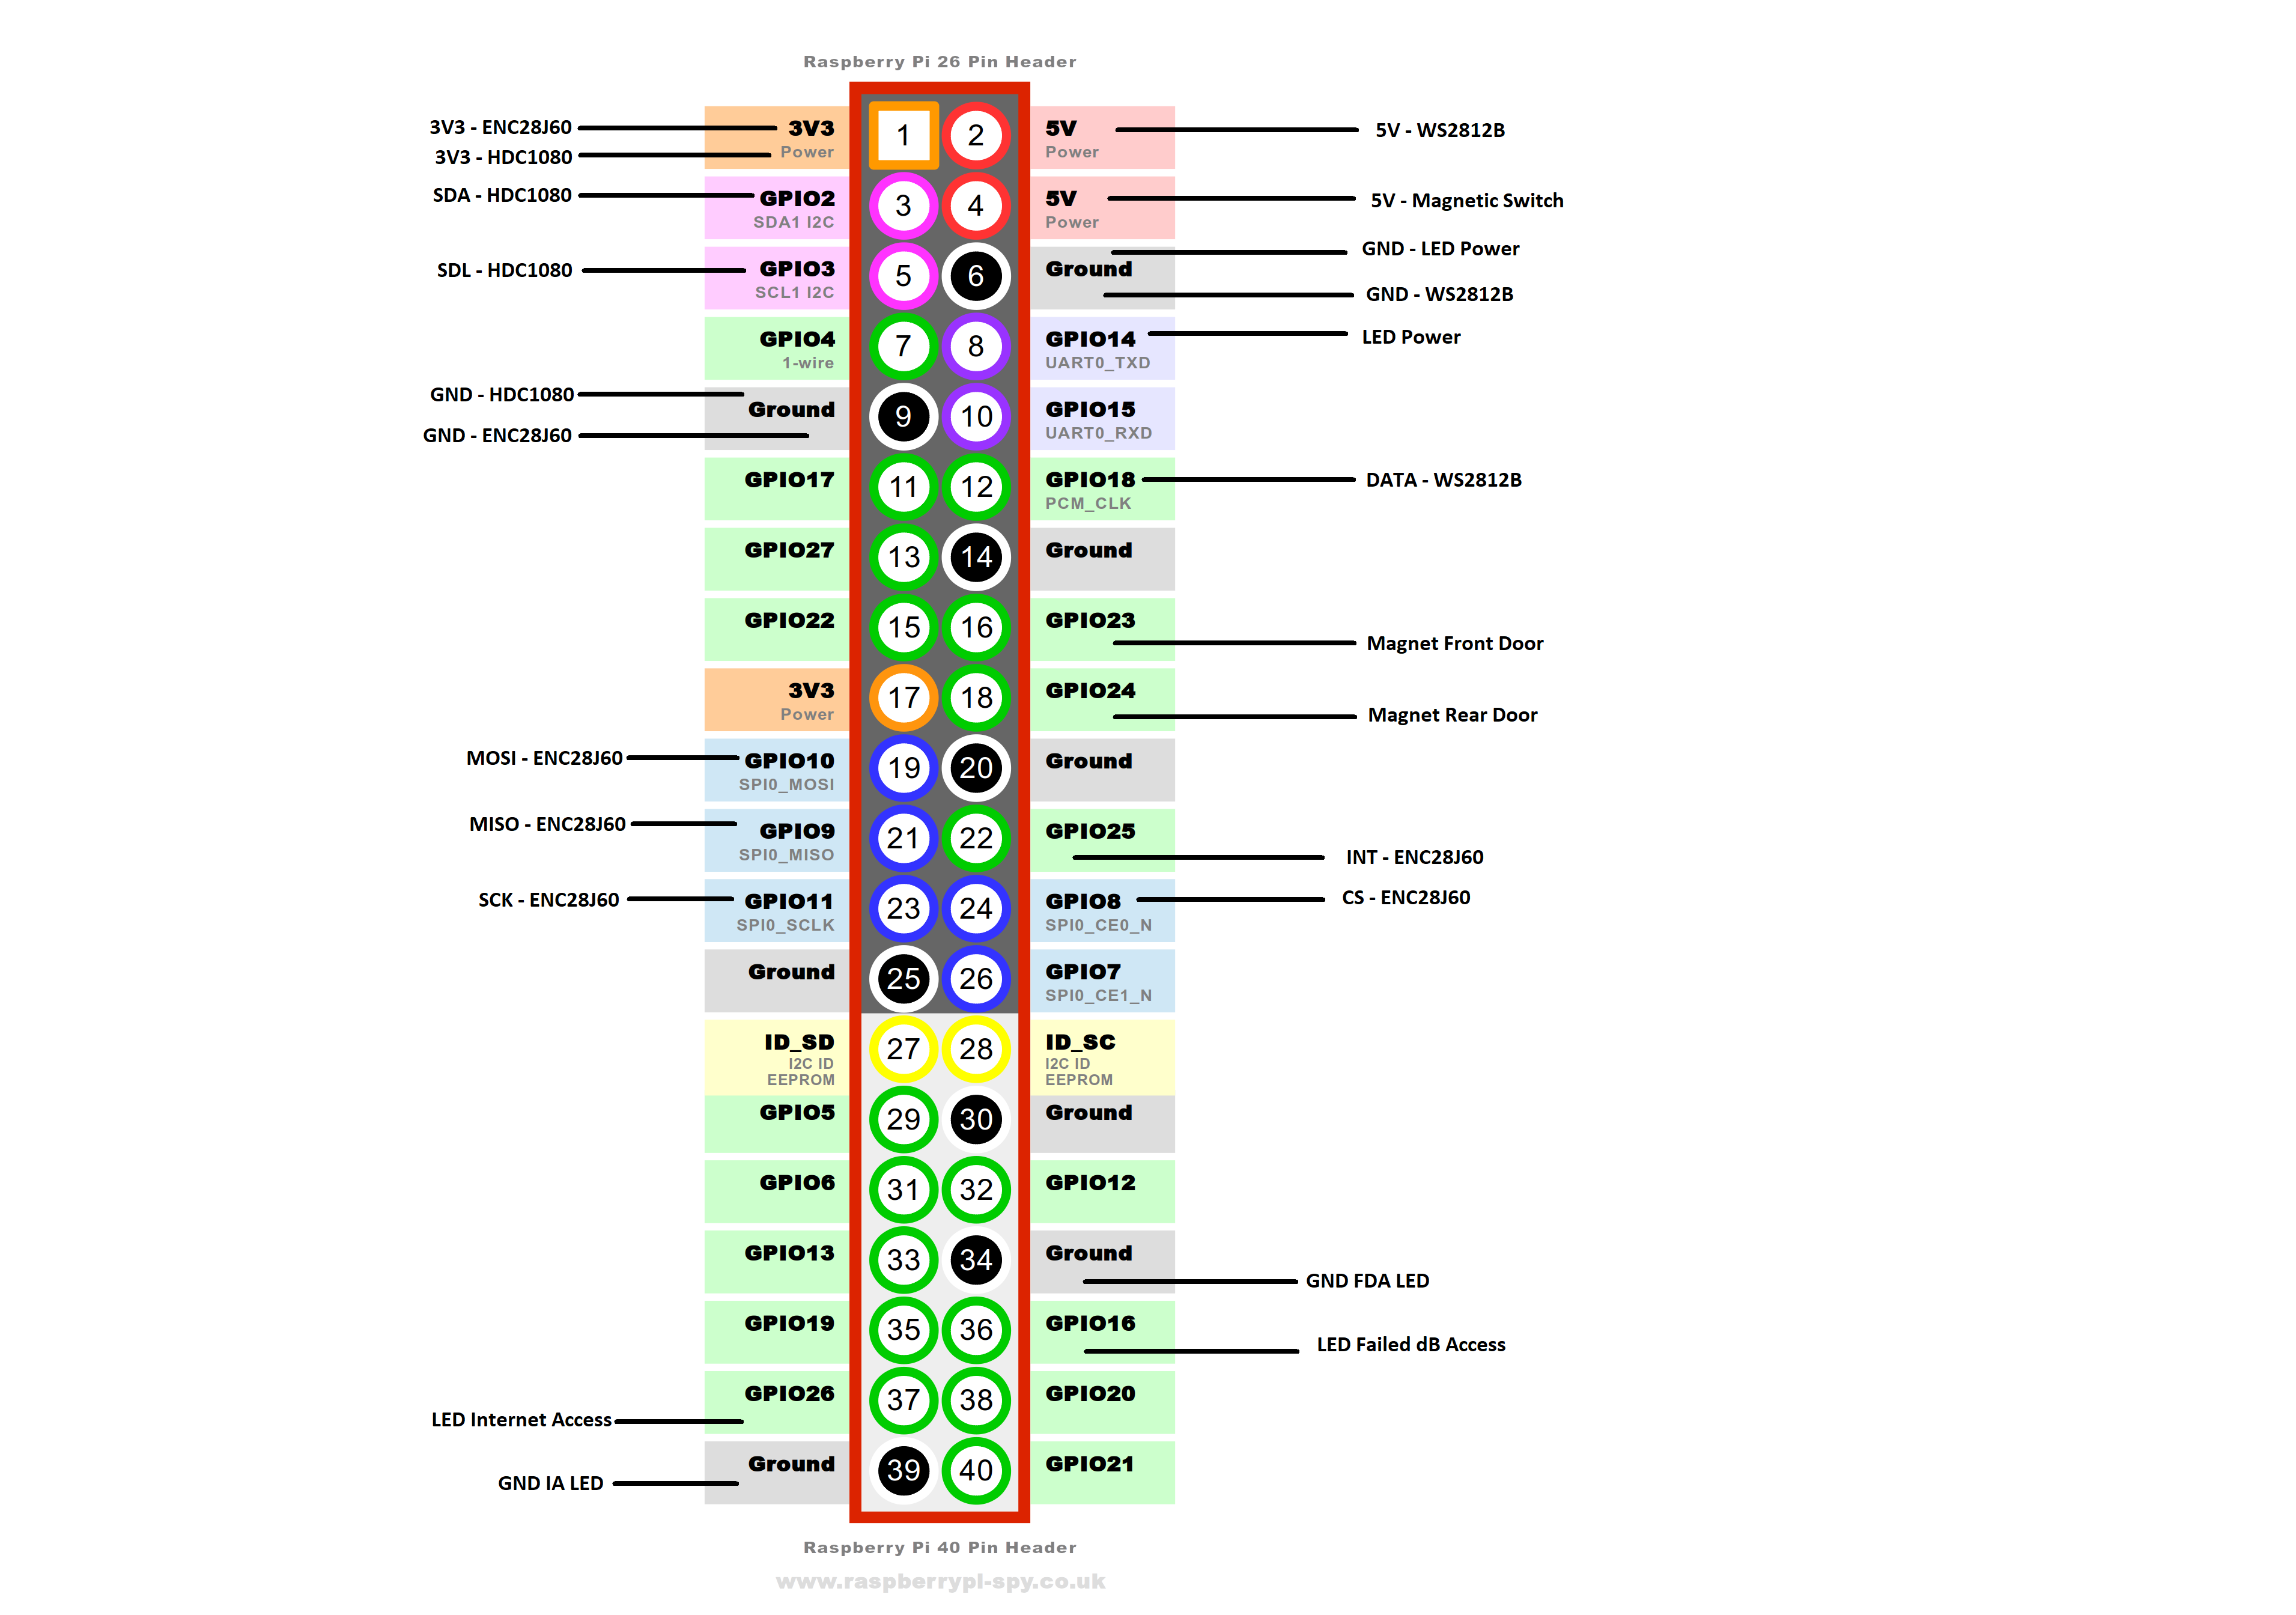 Raspberry Pi 26 Pin Header
3V3 - ENC28J60
3V3 - HDC1080
3V3
Power
1
2
5V
Power
5V - WS2812B
SDA - HDC1080
GPIO2
SDA1 I2C
3
4
5V
Power
5V - Magnetic Switch
SDL - HDC1080
GPIO3
SCL1 I2C
5
6
Ground
GND - LED Power
GND - WS2812B
GPIO4
1-wire
7
8
GPIO14
UART0_TXD
LED Power
GND - HDC1080
GND - ENC28J60
Ground
9
10
GPIO15
UART0_RXD
GPIO17
11
12
GPIO18
PCM_CLK
DATA - WS2812B
GPIO27
13
14
Ground
GPIO22
15
16
GPIO23
Magnet Front Door
3V3
Power
17
18
GPIO24
Magnet Rear Door
MOSI - ENC28J60
GPIO10
SPI0_MOSI
19
20
Ground
MISO - ENC28J60
GPIO9
SPI0_MISO
21
22
GPIO25
INT - ENC28J60
SCK - ENC28J60
GPIO11
SPI0_SCLK
23
24
GPIO8
SPI0_CE0_N
CS - ENC28J60
Ground
25
26
GPIO7
SPI0_CE1_N
ID_SD
I2C ID
EEPROM
27
28
ID_SC
I2C ID
EEPROM
GPIO5
29
30
Ground
GPIO6
31
32
GPIO12
GPIO13
33
34
Ground
GND FDA LED
GPIO19
35
36
GPIO16
LED Failed dB Access
LED Internet Access
GPIO26
37
38
GPIO20
GND IA LED
Ground
39
40
GPIO21
Raspberry Pi 40 Pin Header
www.raspberrypi-spy.co.uk